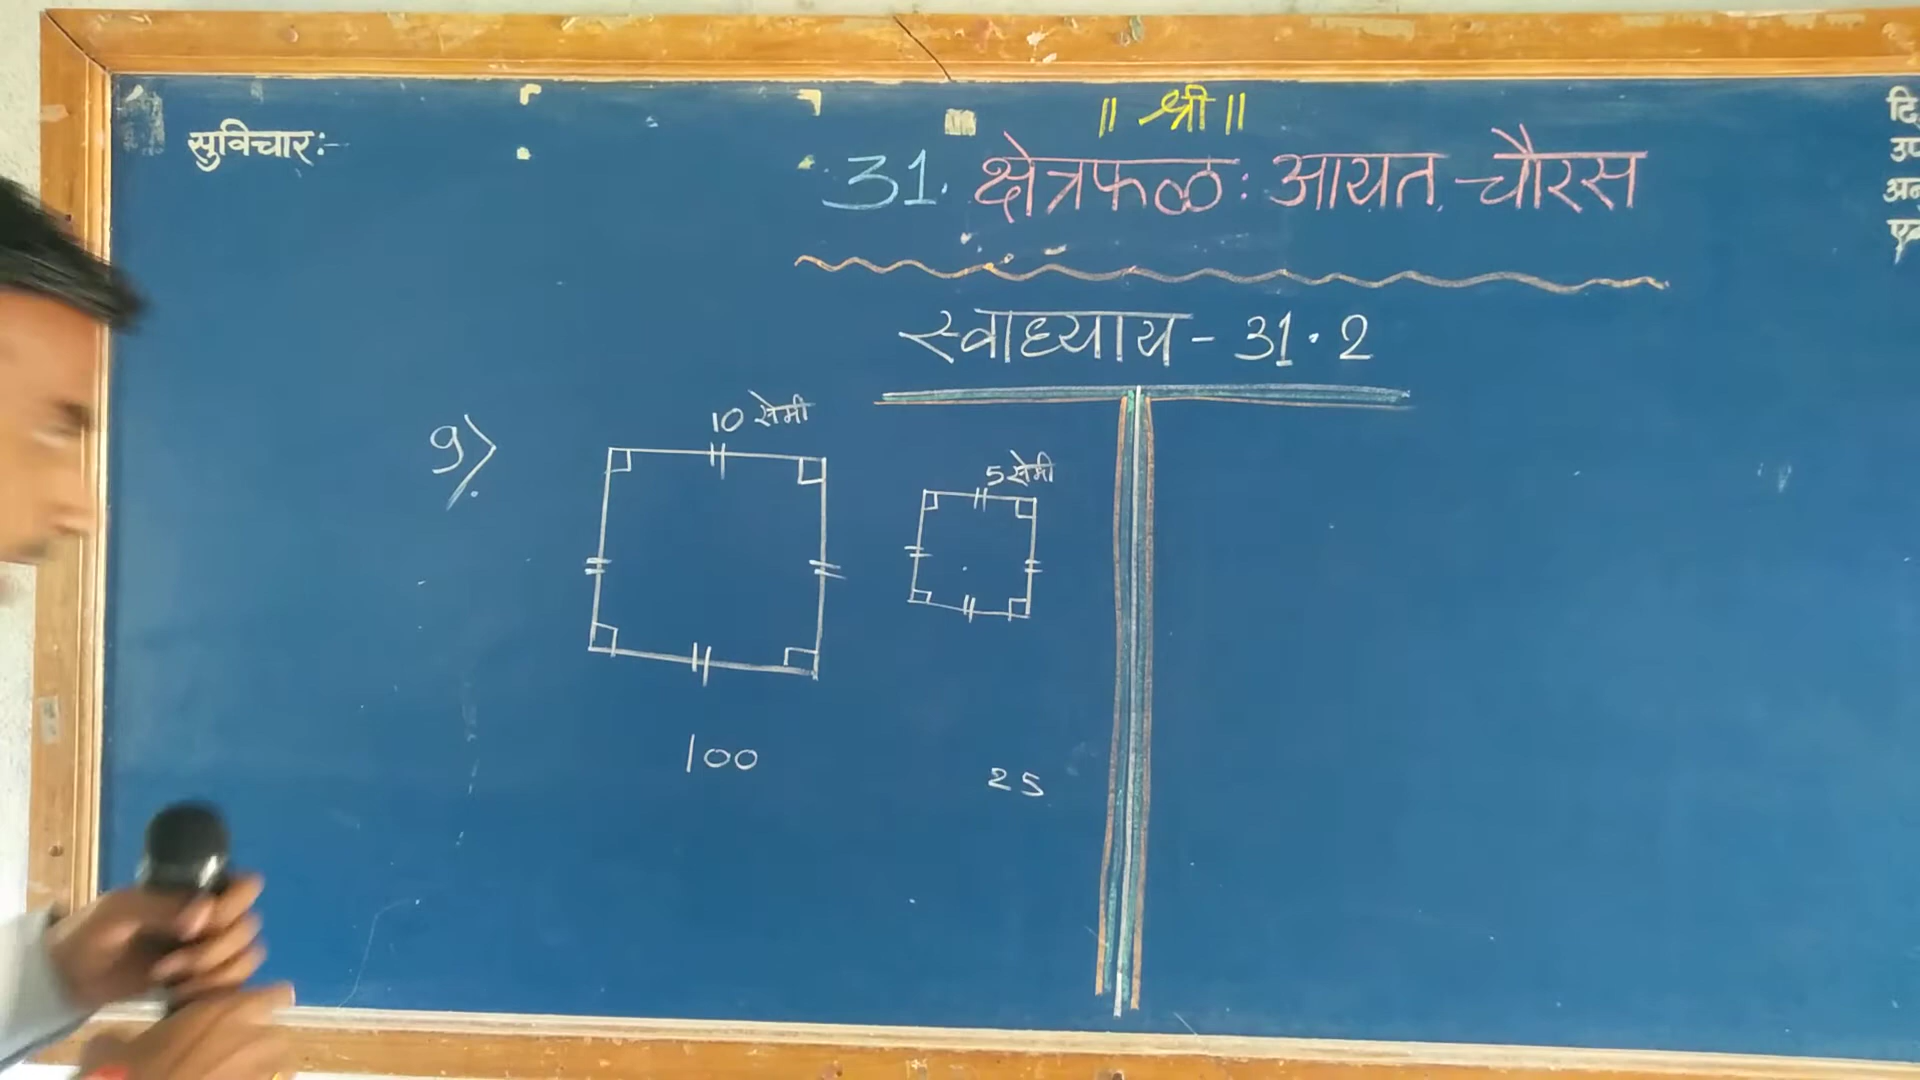 ॥ श्री ॥
सुविचार:-
31. क्षेत्रफळ: आयत, चौरस
स्वाध्याय - 31.2
9)
10 सेमी
5 सेमी
100
25